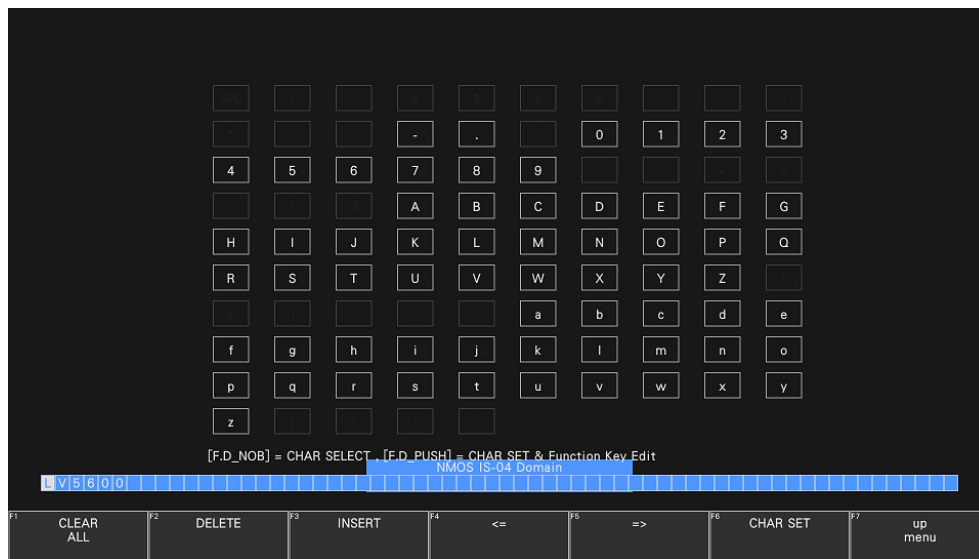 SPC ! " # $ % & ' ( )
* + , - . / 0 1 2 3
4 5 6 7 8 9 : ; < =
> ? @ A B C D E F G
H I J K L M N O P Q
R S T U V W X Y Z [
¥ ] ^ _ a b c d e
f g h i j k l m n o
p q r s t u v w x y
z { | }
[F.D_NOB] = CHAR SELECT , [F.D_PUSH] = CHAR SET & Function Key Edit
NMOS IS-04 Domain
LV5600
F1 CLEAR ALL F2 DELETE F3 INSERT F4 <= F5 => F6 CHAR SET F7 up menu